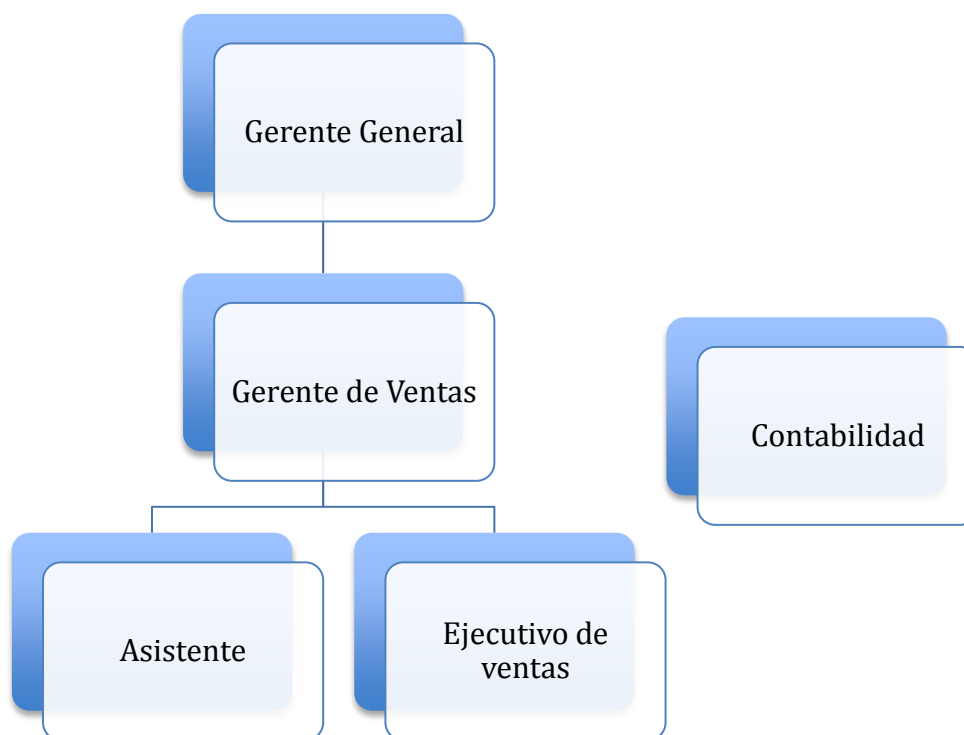 Gerente General
Gerente de Ventas
Contabilidad
Asistente
Ejecutivo de
ventas